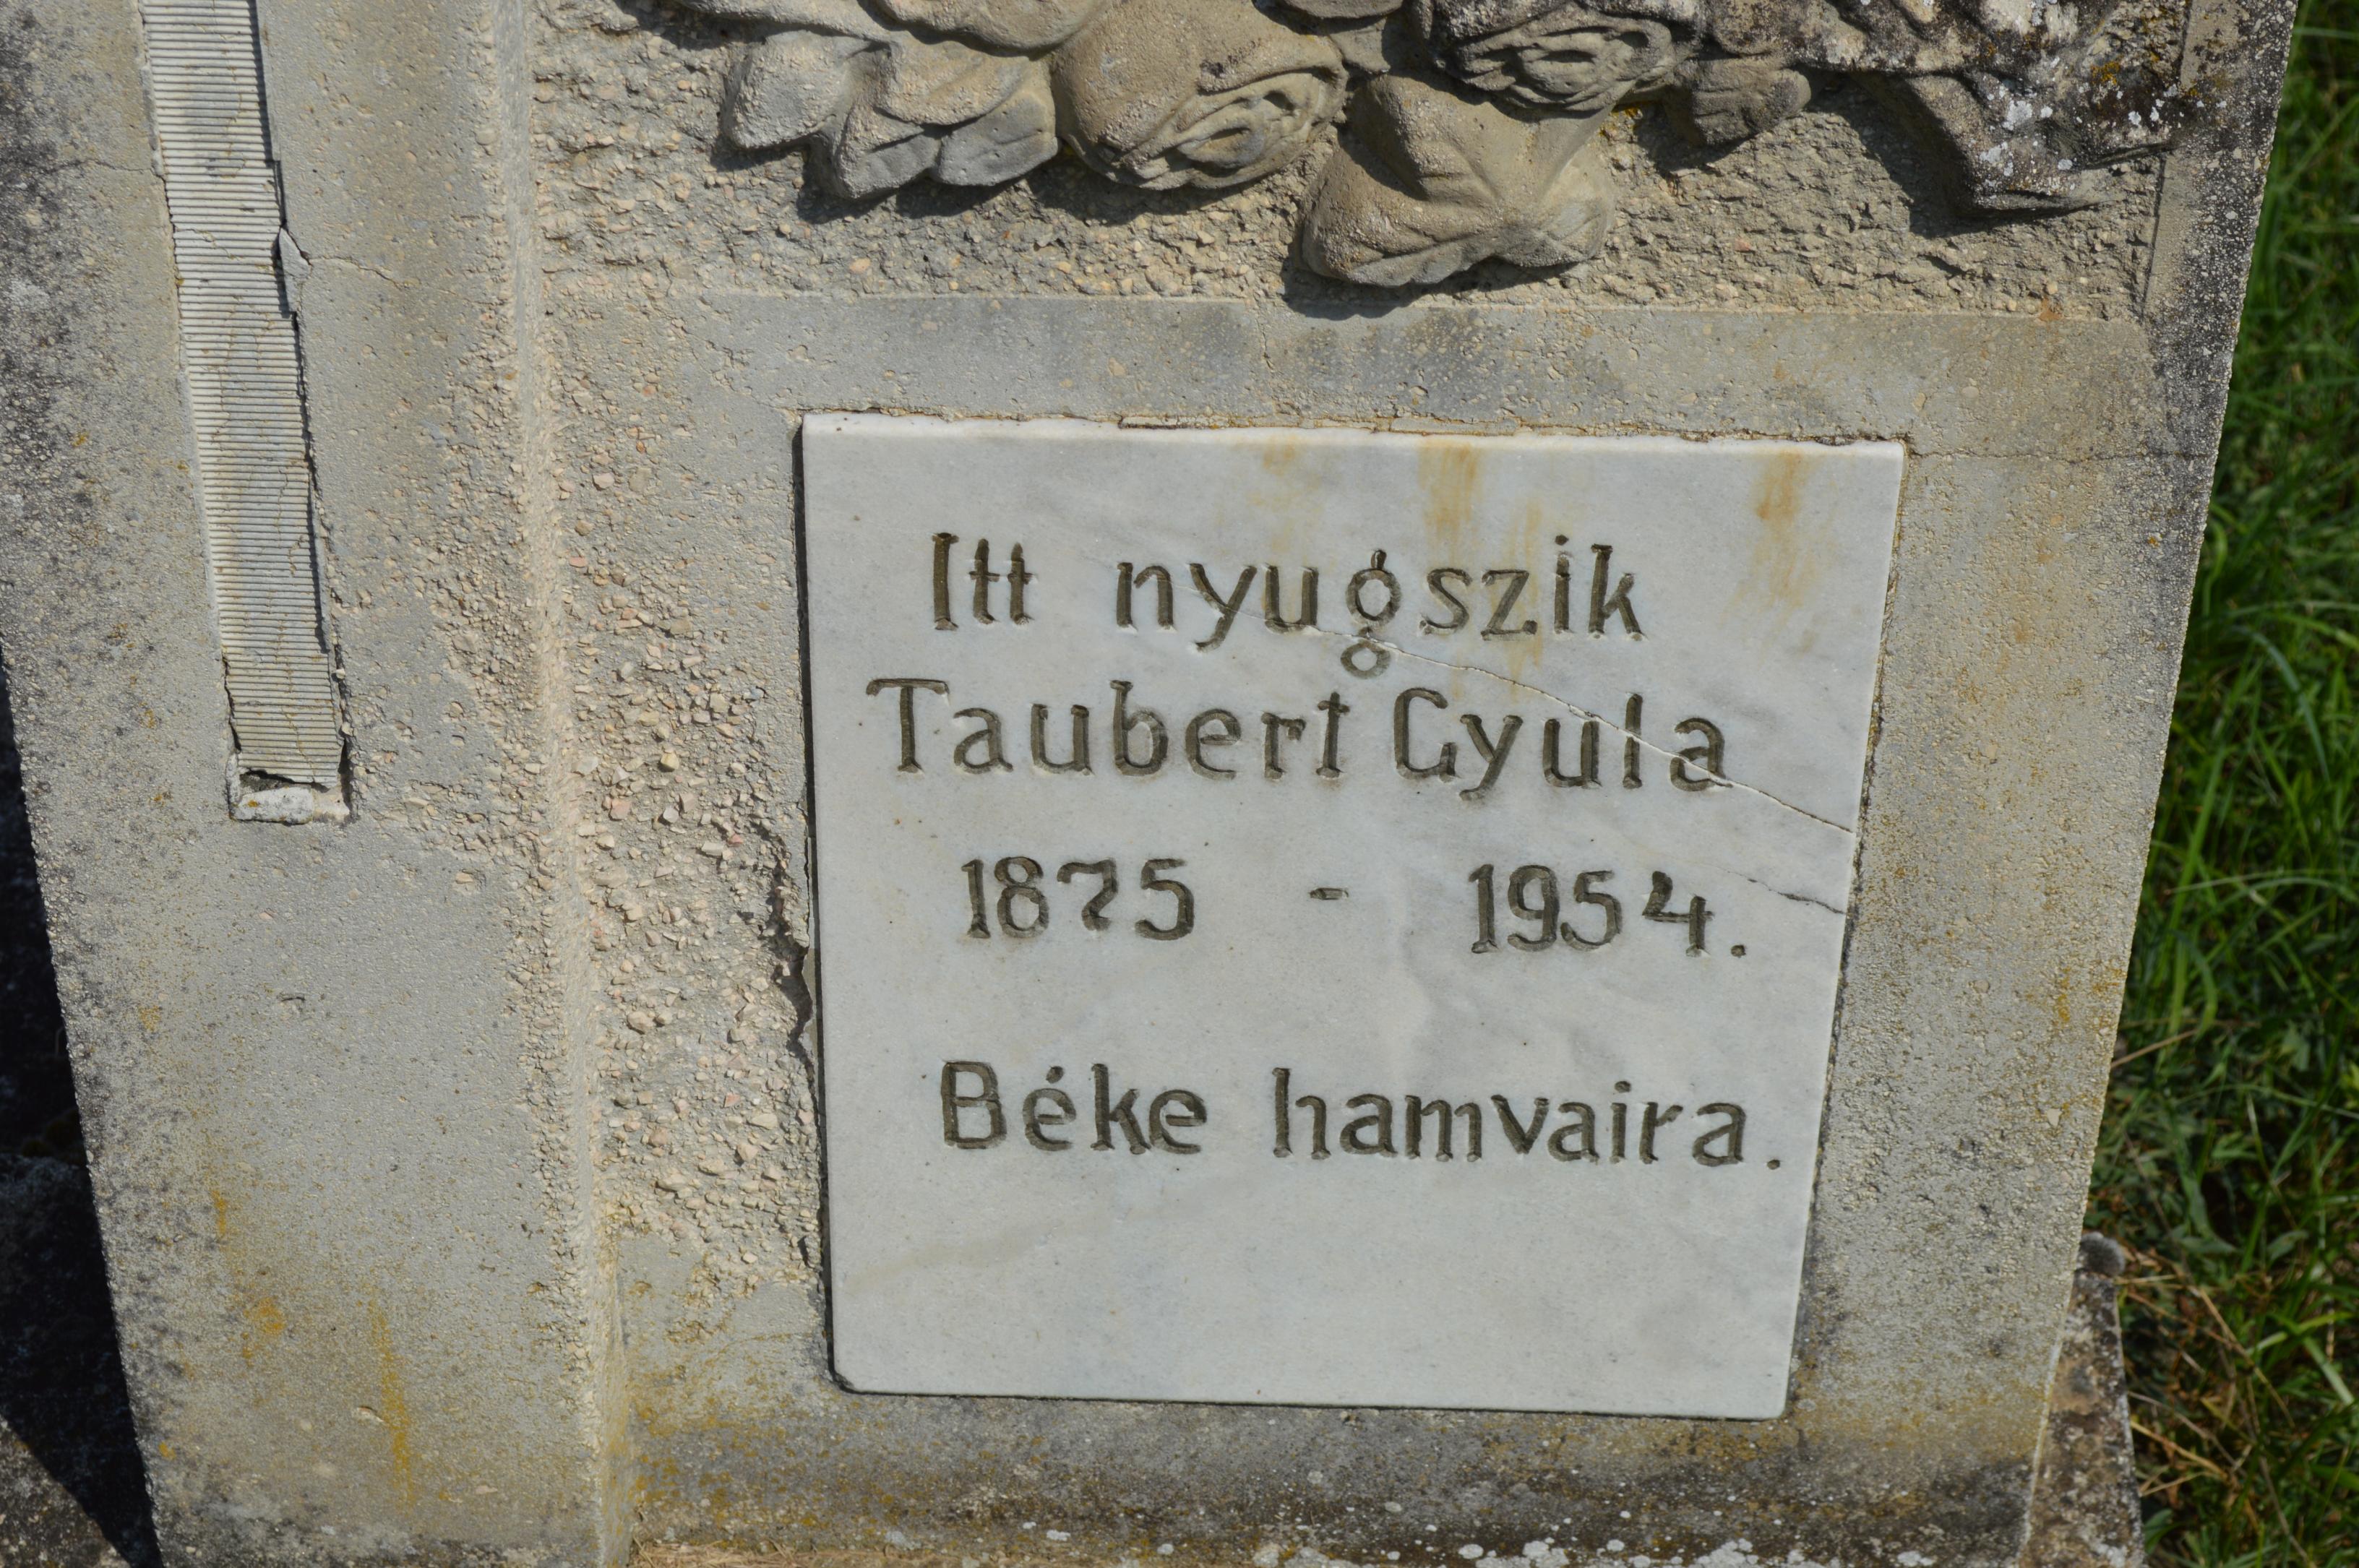 Itt nyugszik
Taubert Gyula
1875 - 1954.
Béke hamvaira.